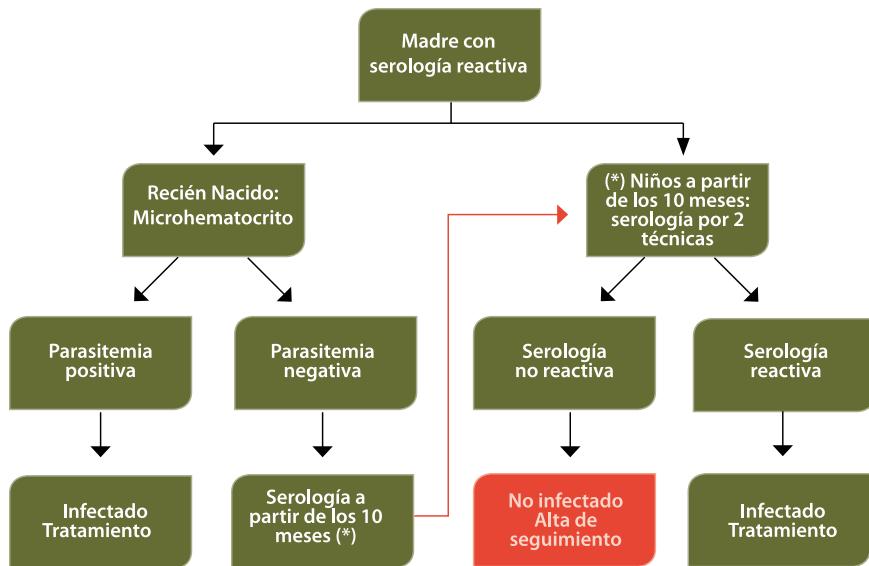 Madre con
serología reactiva
Recién Nacido:
Microhematocrito
(*) Niños a partir
de los 10 meses:
serología por 2
técnicas
Parasitemia
positiva
Parasitemia
negativa
Serología
no reactiva
Serología
reactiva
Infectado
Tratamiento
Serología a
partir de los 10
meses (*)
No infectado
Alta de
seguimiento
Infectado
Tratamiento